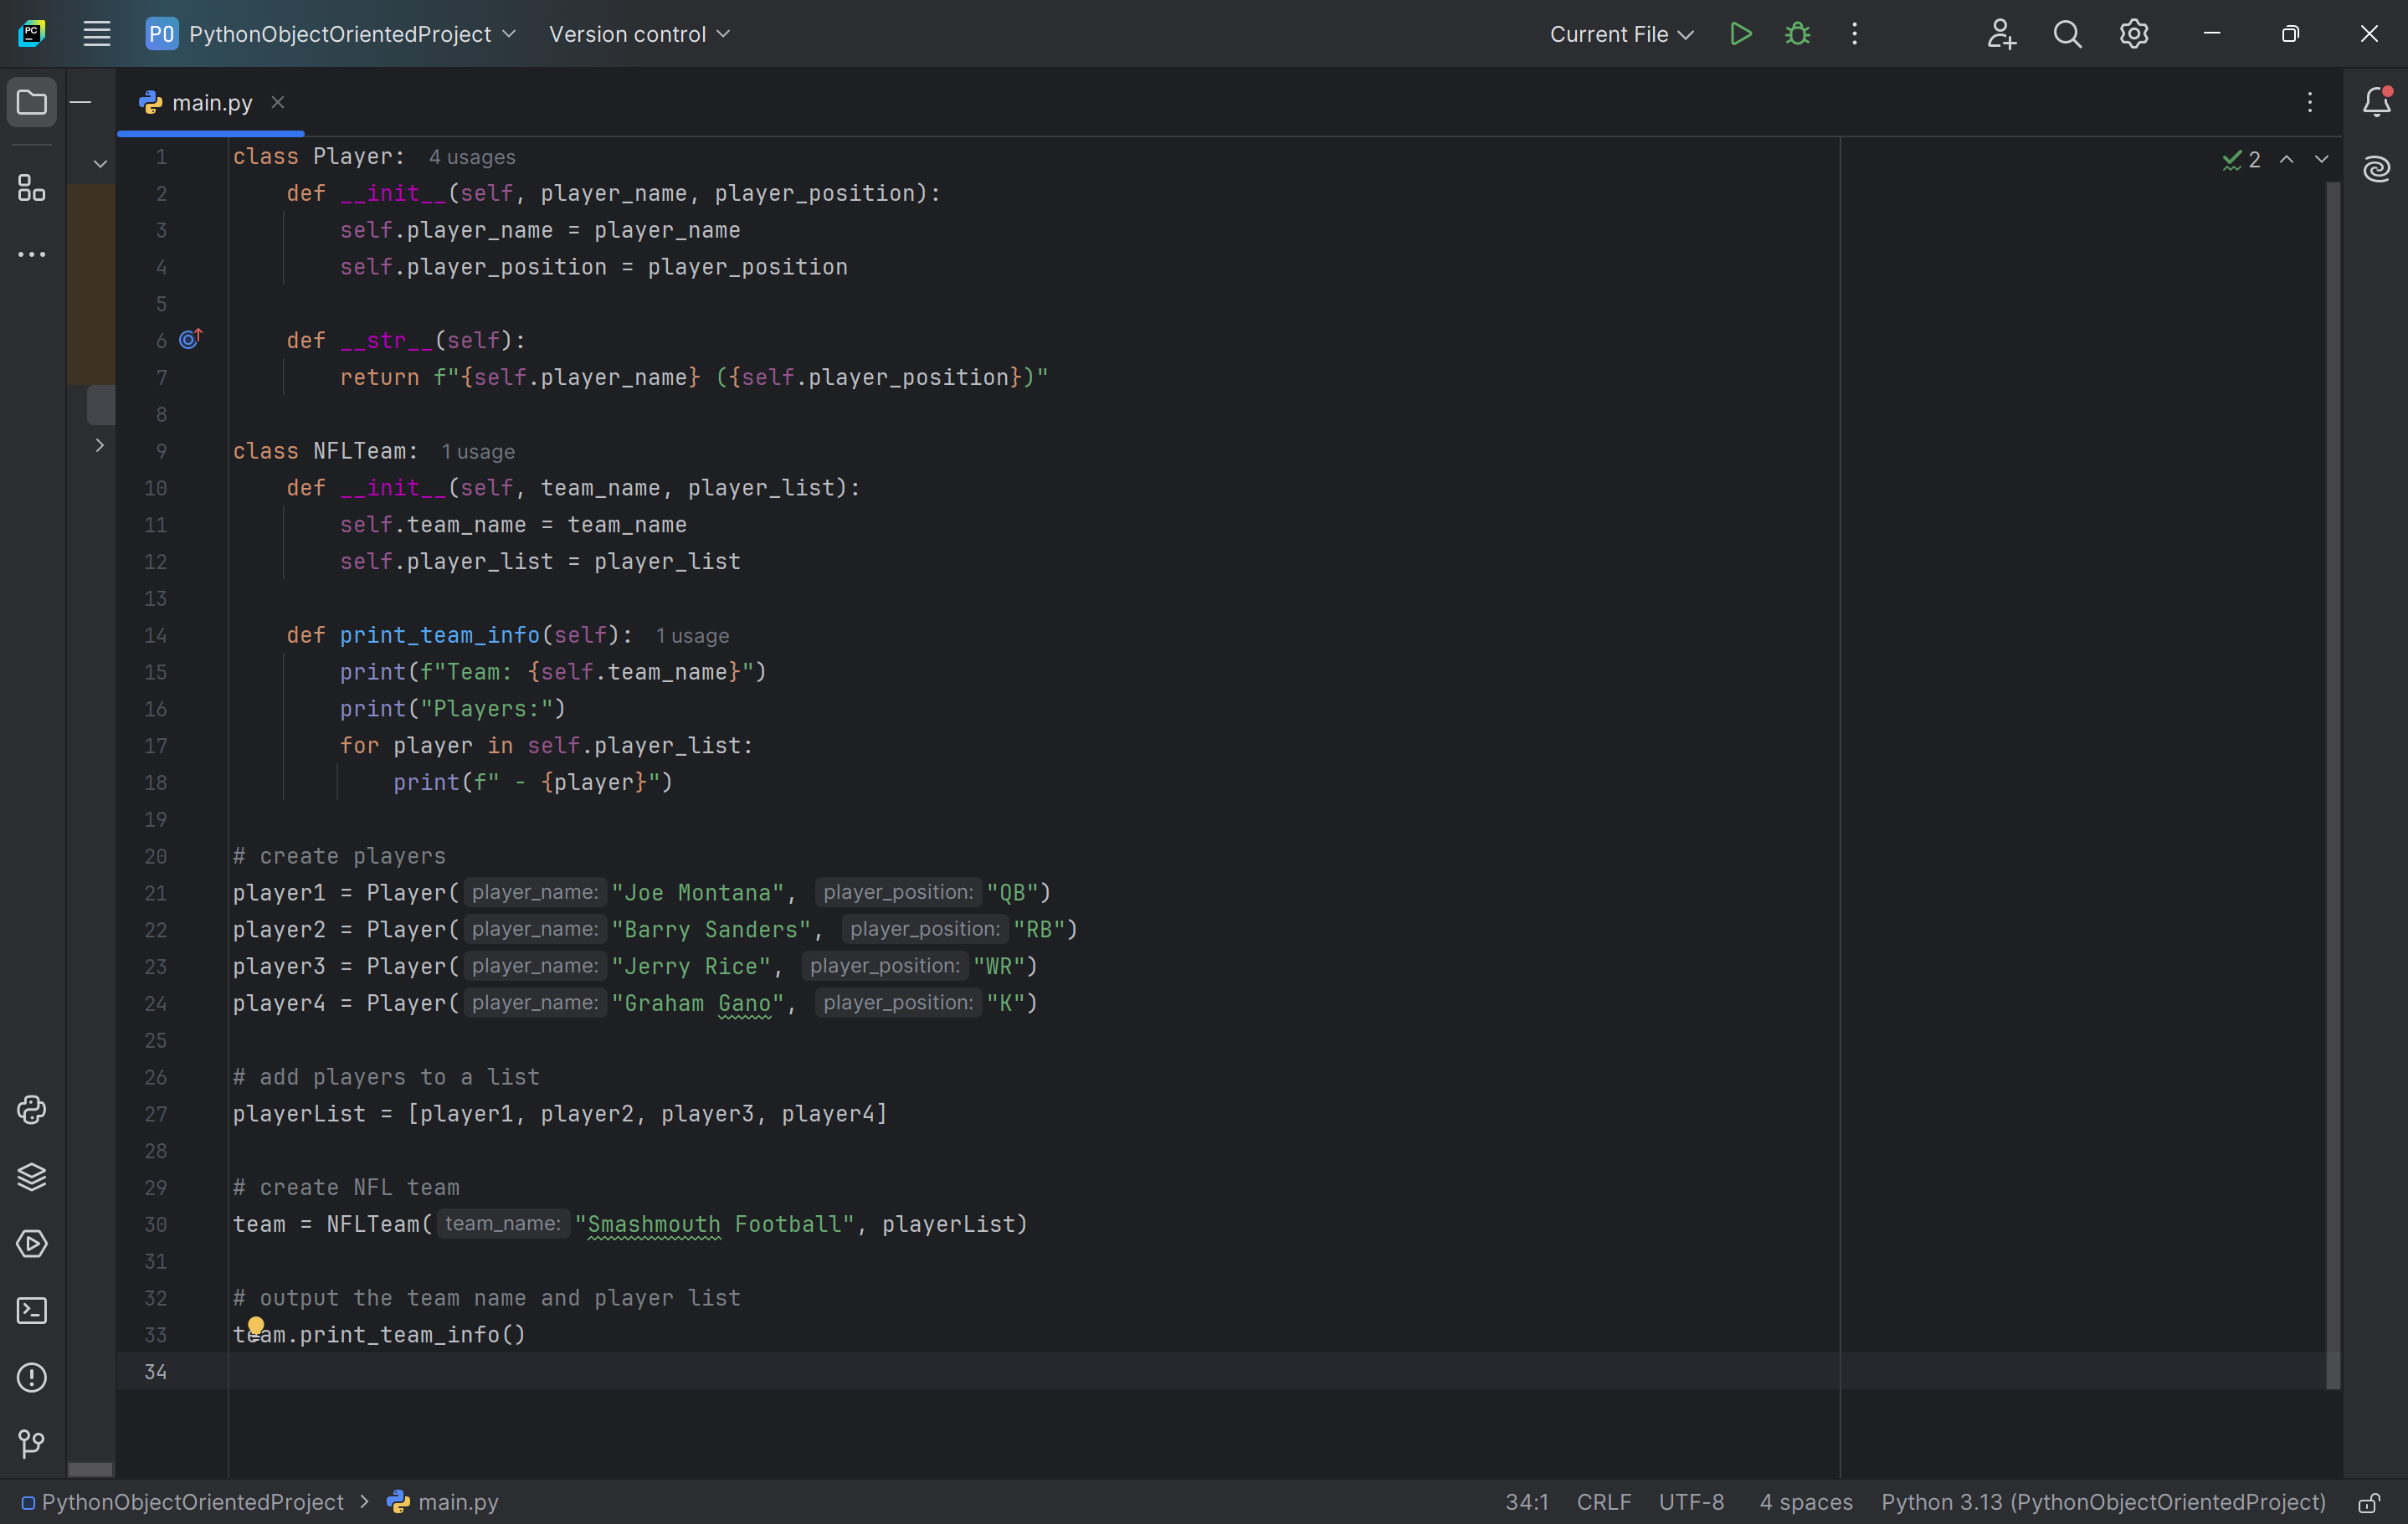 PC
PO PythonObjectOrientedProject Version control Current File
main.py
2
1 class Player: 4 usages
2     def __init__(self, player_name, player_position):
3         self.player_name = player_name
4         self.player_position = player_position
5
6     def __str__(self):
7         return f"{self.player_name} ({self.player_position})"
8
9 class NFLTeam: 1 usage
10     def __init__(self, team_name, player_list):
11         self.team_name = team_name
12         self.player_list = player_list
13
14     def print_team_info(self): 1 usage
15         print(f"Team: {self.team_name}")
16         print("Players:")
17         for player in self.player_list:
18             print(f" - {player}")
19
20 # create players
21 player1 = Player( player_name: "Joe Montana", player_position: "QB")
22 player2 = Player( player_name: "Barry Sanders", player_position: "RB")
23 player3 = Player( player_name: "Jerry Rice", player_position: "WR")
24 player4 = Player( player_name: "Graham Gano", player_position: "K")
25
26 # add players to a list
27 playerList = [player1, player2, player3, player4]
28
29 # create NFL team
30 team = NFLTeam( team_name: "Smashmouth Football", playerList)
31
32 # output the team name and player list
33 team.print_team_info()
34
PythonObjectOrientedProject > main.py 34:1 CRLF UTF-8 4 spaces Python 3.13 (PythonObjectOrientedProject)